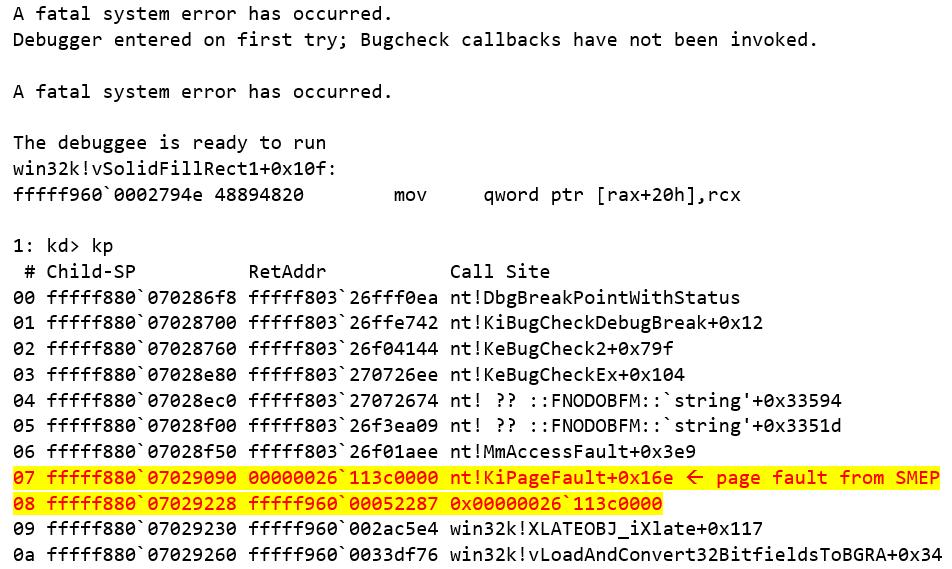 A fatal system error has occurred.
Debugger entered on first try; Bugcheck callbacks have not been invoked.
A fatal system error has occurred.
The debuggee is ready to run
win32k!vSolidFillRect1+0x10f:
fffff960`0002794e 48894820 mov qword ptr [rax+20h],rcx
1: kd> kp
# Child-SP RetAddr Call Site
00 fffff880`070286f8 fffff803`26fff0ea nt!DbgBreakPointWithStatus
01 fffff880`07028700 fffff803`26ffe742 nt!KiBugCheckDebugBreak+0x12
02 fffff880`07028760 fffff803`26f04144 nt!KeBugCheck2+0x79f
03 fffff880`07028e80 fffff803`270726ee nt!KeBugCheckEx+0x104
04 fffff880`07028ec0 fffff803`27072674 nt! ?? ::FNODOBFM::`string'+0x33594
05 fffff880`07028f00 fffff803`26f3ea09 nt! ?? ::FNODOBFM::`string'+0x3351d
06 fffff880`07028f50 fffff803`26f01aee nt!MmAccessFault+0x3e9
07 fffff880`07029090 00000026`113c0000 nt!KiPageFault+0x16e ← page fault from SMEP
08 fffff880`07029228 fffff960`00052287 0x00000026`113c0000
09 fffff880`07029230 fffff960`002ac5e4 win32k!XLATEOBJ_iXlate+0x117
0a fffff880`07029260 fffff960`0033df76 win32k!vLoadAndConvert32BitfieldsToBGRA+0x34